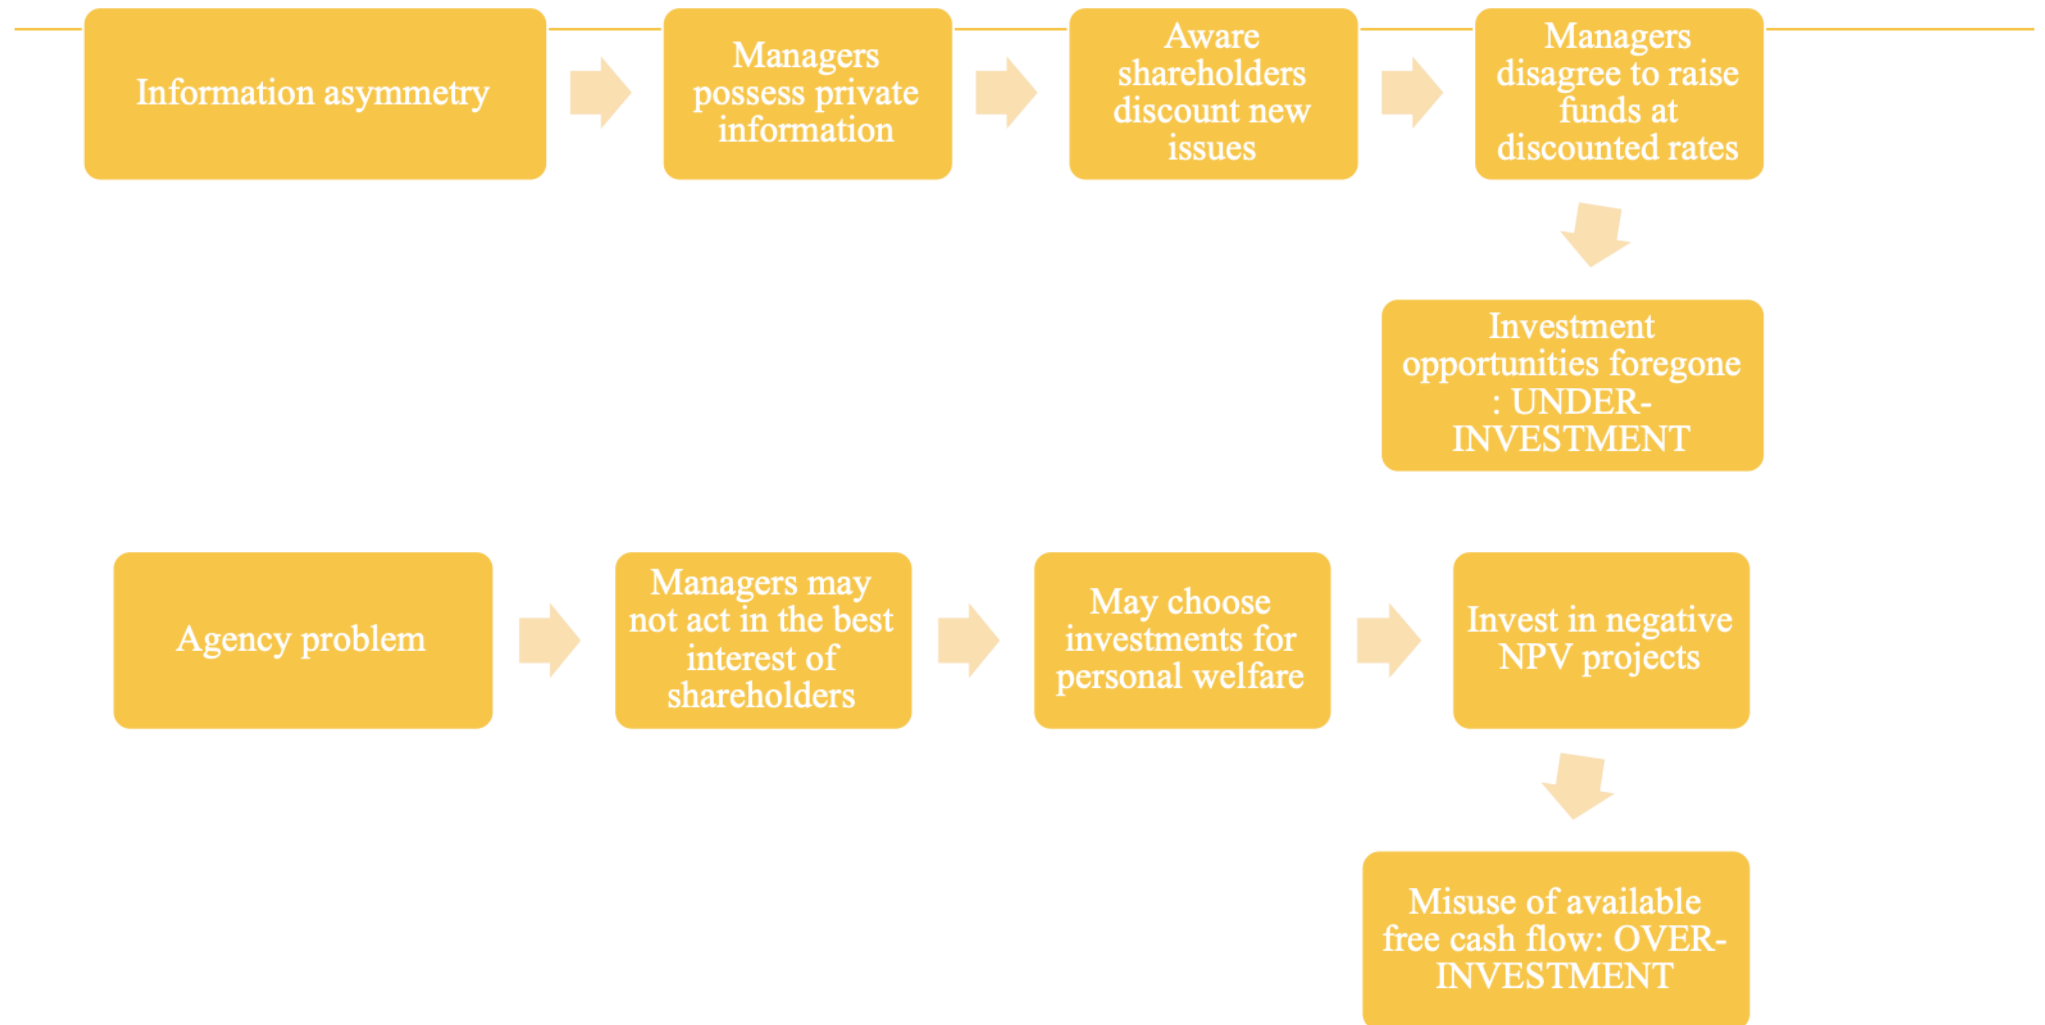 Information asymmetry
Managers
possess private
information
Aware
shareholders
discount new
issues
Managers
disagree to raise
funds at
discounted rates
Investment
opportunities foregone
: UNDER-
INVESTMENT
Agency problem
Managers may
not act in the best
interest of
shareholders
May choose
investments for
personal welfare
Invest in negative
NPV projects
Misuse of available
free cash flow: OVER-
INVESTMENT